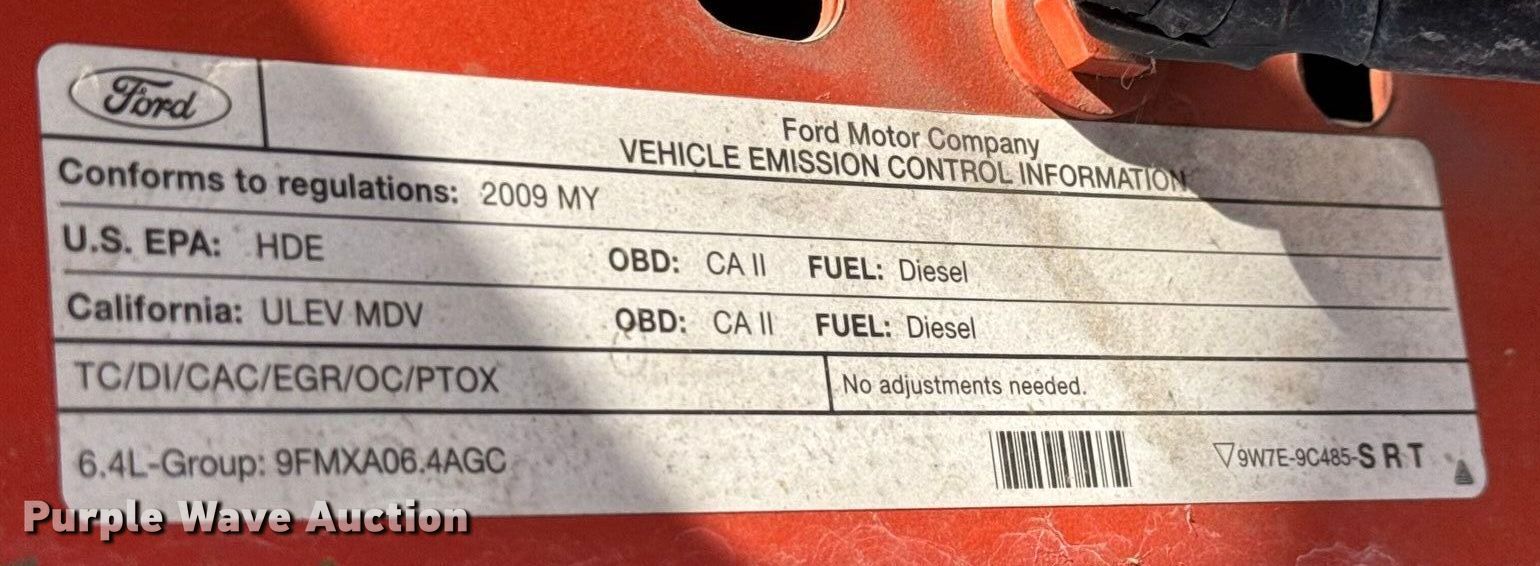 Ford
Ford Motor Company
VEHICLE EMISSION CONTROL INFORMATION
Conforms to regulations: 2009 MY
U.S. EPA: HDE OBD: CA II FUEL: Diesel
California: ULEV MDV OBD: CA II FUEL: Diesel
TC/DI/CAC/EGR/OC/PTOX No adjustments needed.
6.4L-Group: 9FMXA06.4AGC 9W7E-9C485-S R T
Purple Wave Auction